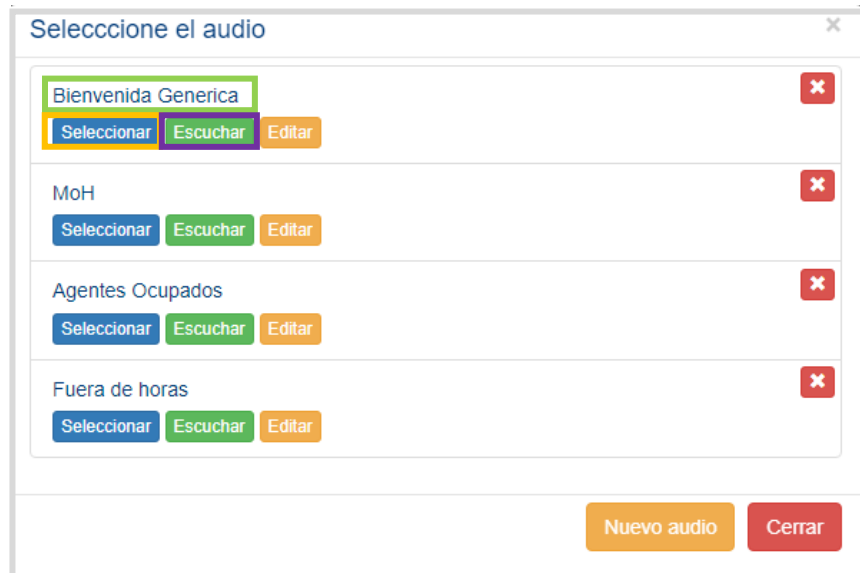 Selecccione el audio ×
Bienvenida Generica
Seleccionar Escuchar Editar
MoH
Seleccionar Escuchar Editar
Agentes Ocupados
Seleccionar Escuchar Editar
Fuera de horas
Seleccionar Escuchar Editar
Nuevo audio Cerrar